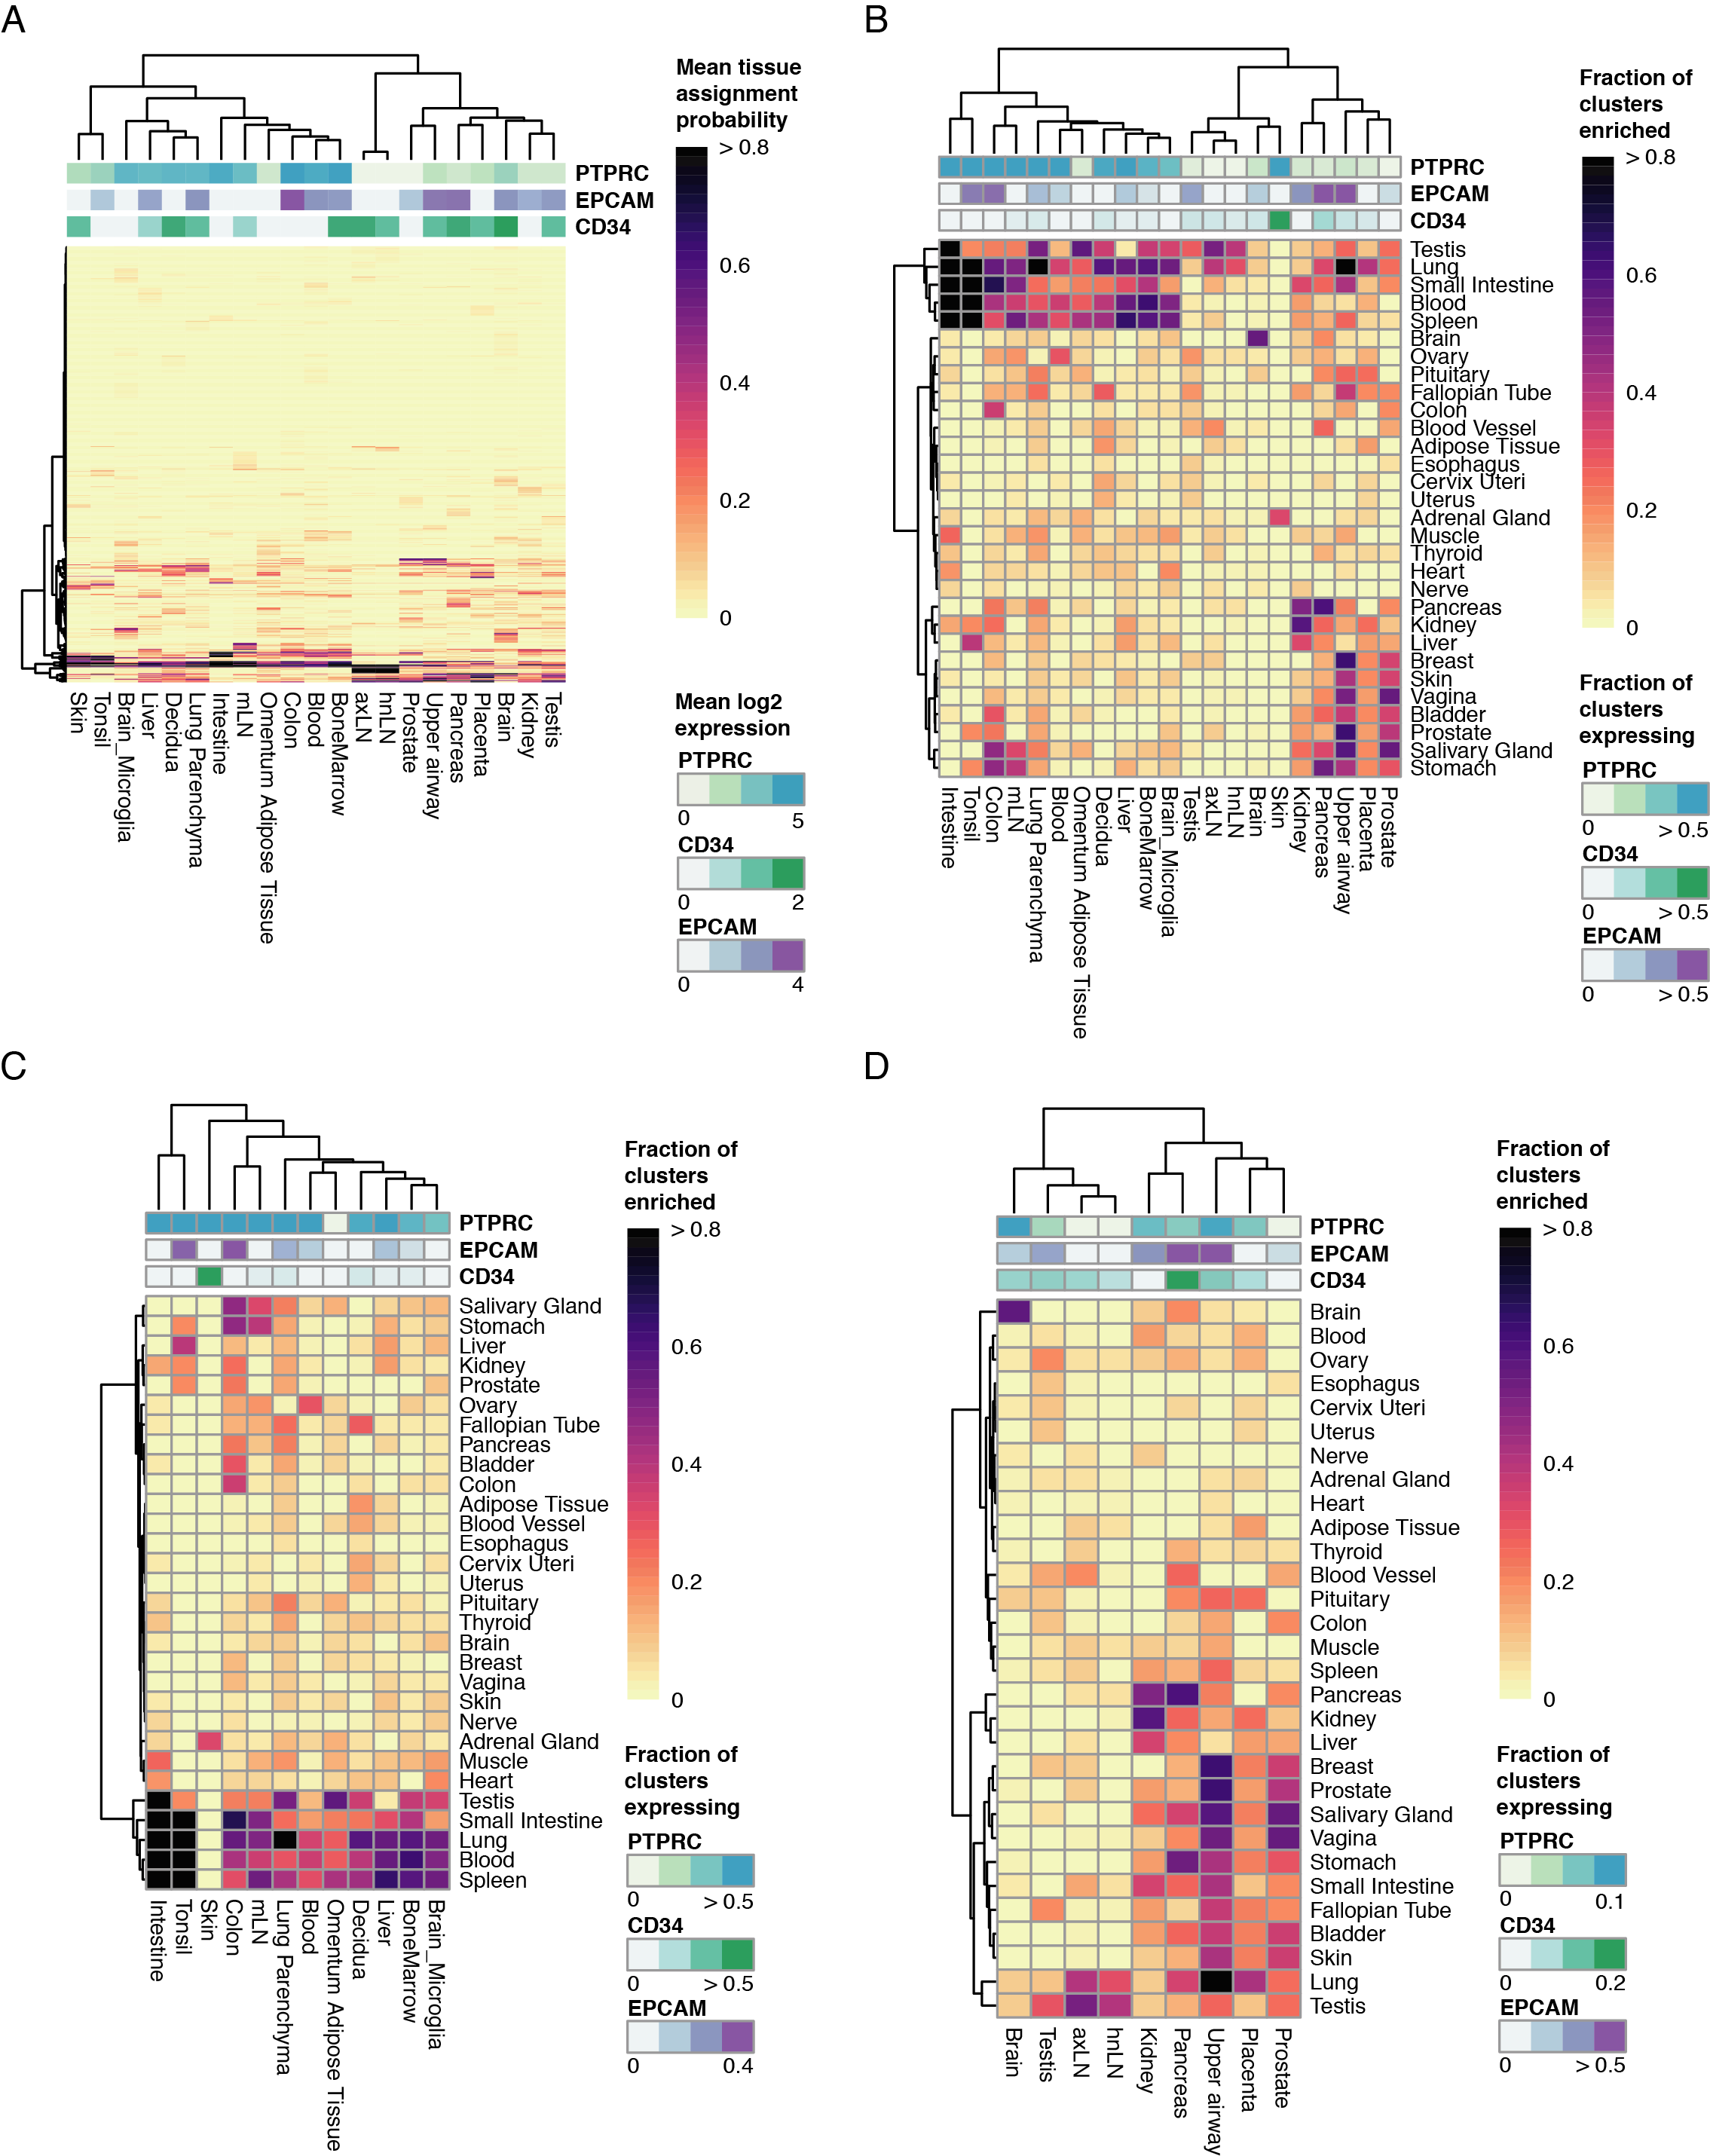 A
Mean tissue
assignment
probability
> 0.8
0.6
0.4
0.2
0
PTPRC
EPCAM
CD34
Skin
Tonsil
Brain_Microglia
Liver
Decidua
Lung Parenchyma
Intestine
mLN
Omentum Adipose Tissue
Colon
Blood
BoneMarrow
axLN
hnLN
Prostate
Upper airway
Pancreas
Placenta
Brain
Kidney
Testis
Mean log2
expression
PTPRC
0 5
CD34
0 2
EPCAM
0 4
B
Fraction of
clusters
enriched
> 0.8
0.6
0.4
0.2
0
PTPRC
EPCAM
CD34
Testis
Lung
Small Intestine
Blood
Spleen
Brain
Ovary
Pituitary
Fallopian Tube
Colon
Blood Vessel
Adipose Tissue
Esophagus
Cervix Uteri
Uterus
Adrenal Gland
Muscle
Thyroid
Heart
Nerve
Pancreas
Kidney
Liver
Breast
Skin
Vagina
Bladder
Prostate
Salivary Gland
Stomach
Intestine
Tonsil
Colon
mLN
Lung Parenchyma
Blood
Omentum Adipose Tissue
Decidua
Liver
BoneMarrow
Brain_Microglia
Testis
axLN
hnLN
Brain
Skin
Kidney
Pancreas
Upper airway
Placenta
Prostate
Fraction of
clusters
expressing
PTPRC
0 > 0.5
CD34
0 > 0.5
EPCAM
0 > 0.5
C
Fraction of
clusters
enriched
> 0.8
0.6
0.4
0.2
0
PTPRC
EPCAM
CD34
Salivary Gland
Stomach
Liver
Kidney
Prostate
Ovary
Fallopian Tube
Pancreas
Bladder
Colon
Adipose Tissue
Blood Vessel
Esophagus
Cervix Uteri
Uterus
Pituitary
Thyroid
Brain
Breast
Vagina
Skin
Nerve
Adrenal Gland
Muscle
Heart
Testis
Small Intestine
Lung
Blood
Spleen
Intestine
Tonsil
Skin
Colon
mLN
Lung Parenchyma
Blood
Omentum Adipose Tissue
Decidua
Liver
BoneMarrow
Brain_Microglia
Fraction of
clusters
expressing
PTPRC
0 > 0.5
CD34
0 > 0.5
EPCAM
0 0.4
D
Fraction of
clusters
enriched
> 0.8
0.6
0.4
0.2
0
PTPRC
EPCAM
CD34
Brain
Blood
Ovary
Esophagus
Cervix Uteri
Uterus
Nerve
Adrenal Gland
Heart
Adipose Tissue
Thyroid
Blood Vessel
Pituitary
Colon
Muscle
Spleen
Pancreas
Kidney
Liver
Breast
Prostate
Salivary Gland
Vagina
Stomach
Small Intestine
Fallopian Tube
Bladder
Skin
Lung
Testis
Brain
Testis
axLN
hnLN
Kidney
Pancreas
Upper airway
Placenta
Prostate
Fraction of
clusters
expressing
PTPRC
0 0.1
CD34
0 0.2
EPCAM
0 > 0.5